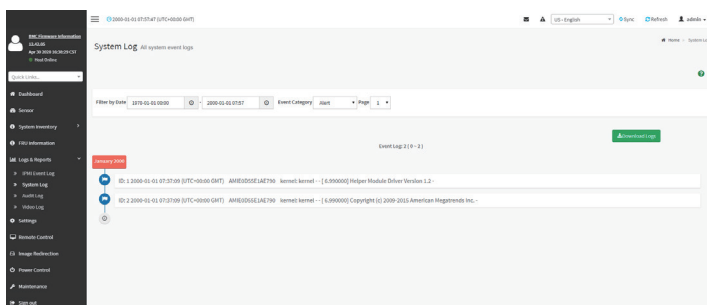 2000-01-01 07:57:47 (UTC+00:00 GMT)
US - English
Sync
Refresh
admin
BMC Firmware Information
12.42.05
Apr 30 2020 16:36:29 CST
Host Online
Quick Links...
Dashboard
Sensor
System Inventory
FRU Information
Logs & Reports
IPMI Event Log
System Log
Audit Log
Video Log
Settings
Remote Control
Image Redirection
Power Control
Maintenance
Sign out
System Log All system event logs
Home > System Lo
Filter by Date 1970-01-01 00:00 - 2000-01-01 07:57 Event Category Alert Page 1
Download Logs
Event Log: 2 ( 0 - 2 )
January 2000
ID: 1 2000-01-01 07:37:09 (UTC+00:00 GMT) AMIE0D55E1AE790 kernel: kernel - - [ 6.990000] Helper Module Driver Version 1.2 -
ID: 2 2000-01-01 07:37:09 (UTC+00:00 GMT) AMIE0D55E1AE790 kernel: kernel - - [ 6.990000] Copyright (c) 2009-2015 American Megatrends Inc. -